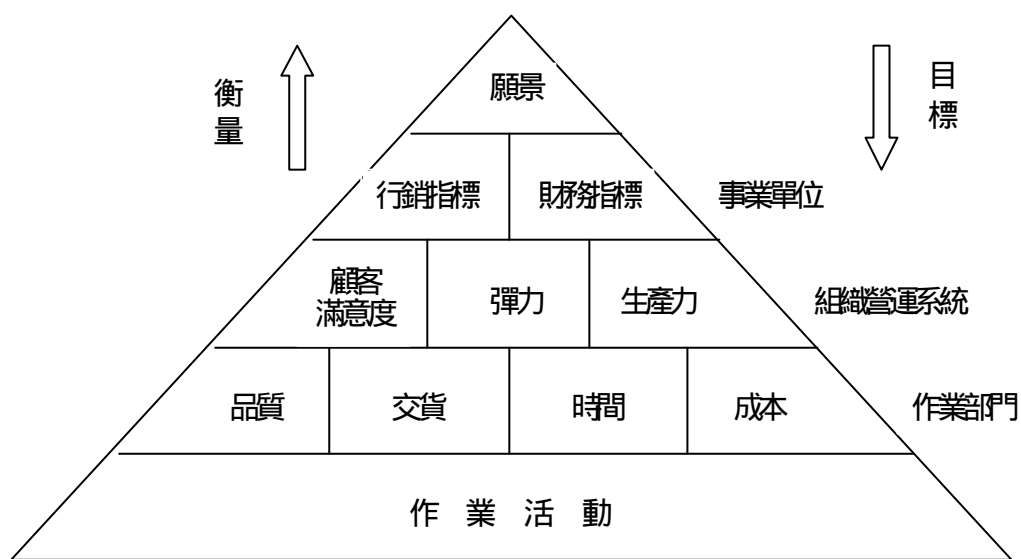 衡量
目標
願景
行銷指標
財務指標
事業單位
顧客
滿意度
彈力
生產力
組織營運系統
品質
交貨
時間
成本
作業部門
作業活動